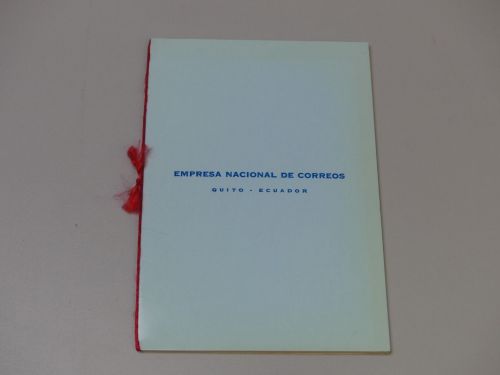 EMPRESA NACIONAL DE CORREOS
QUITO - ECUADOR